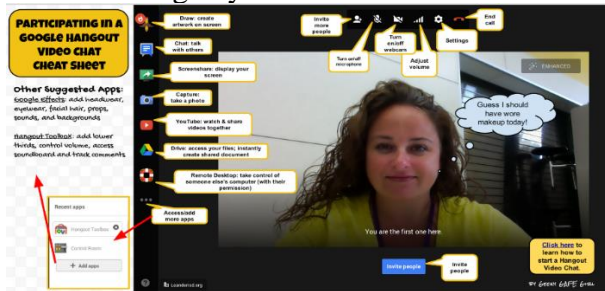 PARTICIPATING IN A
GOOGLE HANGOUT
VIDEO CHAT
CHEAT SHEET
Other Suggested Apps:
Google Effects: add headwear,
eyewear, facial hair, props,
sounds, and backgrounds
Hangout Toolbox: add lower
thirds, control volume, access
soundboard and track comments
Recent apps
Hangout Toolbox
Control Room
+ Add apps
Draw: create
artwork on screen
Chat: talk
with others
Screenshare: display your
screen
Capture:
take a photo
YouTube: watch & share
videos together
Drive: access your files; instantly
create shared document
Remote Desktop: take control of
someone else's computer (with their
permission)
Access/add
more apps
Invite
more
people
Turn on/off
microphone
Turn
on/off
webcam
Adjust
volume
Settings
End
call
ENHANCED
Guess I should
have wore
makeup today!
You are the first one here.
Invite people
Invite
people
Click here to
learn how to
start a Hangout
Video Chat.